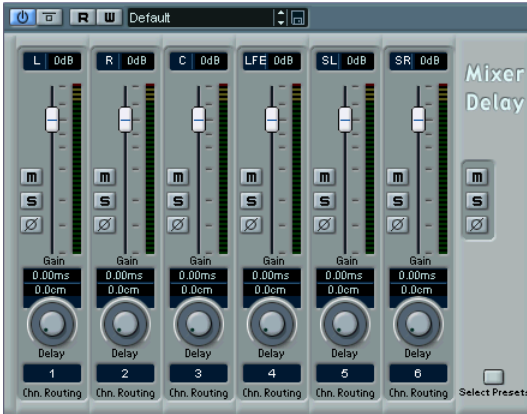 R W Default
L 0dB R 0dB C 0dB LFE 0dB SL 0dB SR 0dB
Mixer
Delay
m m m m m m m
S S S S S S S
Ø Ø Ø Ø Ø Ø Ø
Gain Gain Gain Gain Gain Gain
0.00ms 0.00ms 0.00ms 0.00ms 0.00ms 0.00ms
0.0cm 0.0cm 0.0cm 0.0cm 0.0cm 0.0cm
Delay Delay Delay Delay Delay Delay
1 2 3 4 5 6
Chn. Routing Chn. Routing Chn. Routing Chn. Routing Chn. Routing Chn. Routing Select Presets